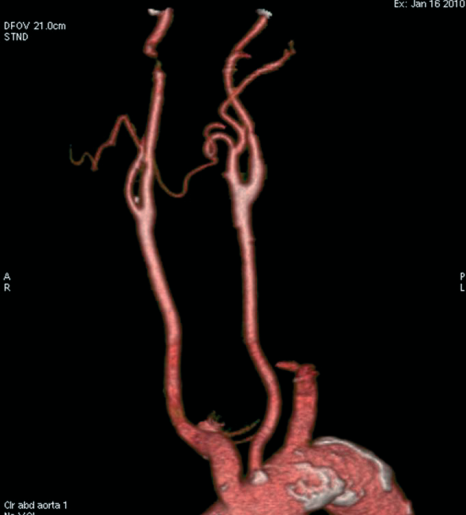 Ex: Jan 16 2010
DFOV 21.0cm
STND
A
R
P
L
Clr abd aorta 1